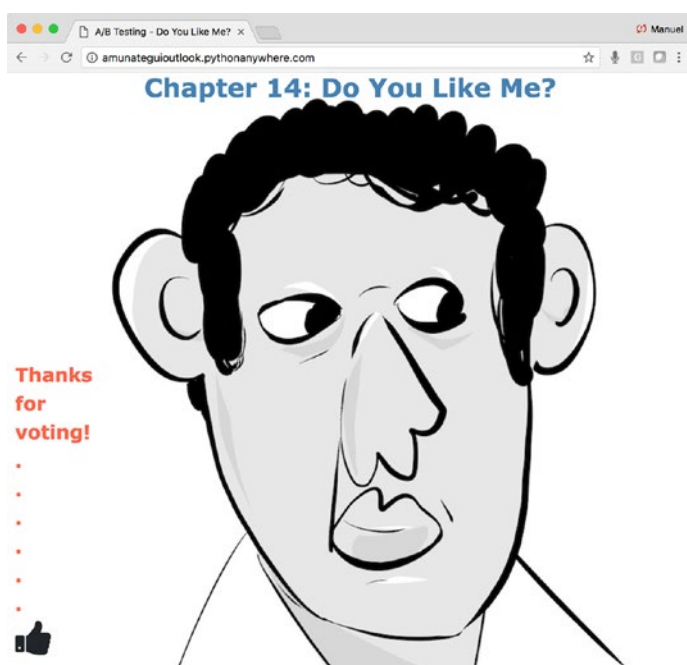 A/B Testing - Do You Like Me?
Manuel
amunateguioutlook.pythonanywhere.com
Chapter 14: Do You Like Me?
Thanks
for
voting!
.
.
.
.
.
.